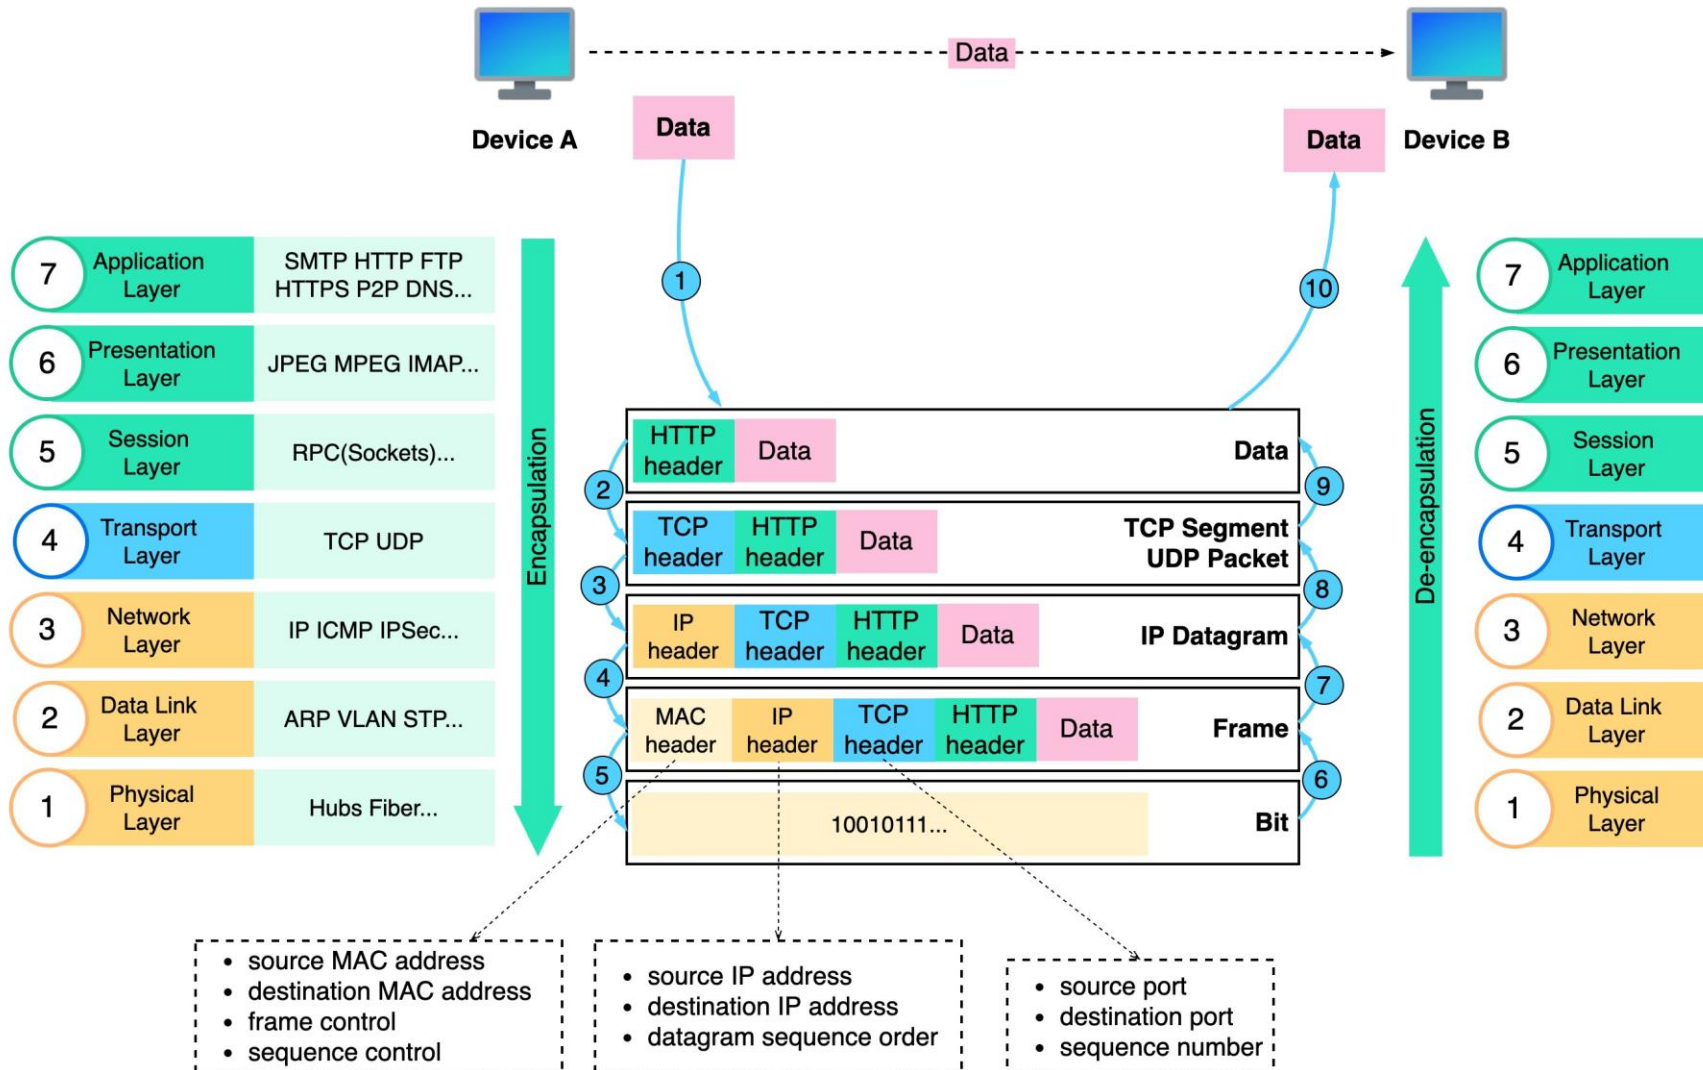 Data
Device A
Data
Data
Device B
7
Application
Layer
SMTP HTTP FTP
HTTPS P2P DNS...
6
Presentation
Layer
JPEG MPEG IMAP...
5
Session
Layer
RPC(Sockets)...
4
Transport
Layer
TCP UDP
3
Network
Layer
IP ICMP IPSec...
2
Data Link
Layer
ARP VLAN STP...
1
Physical
Layer
Hubs Fiber...
Encapsulation
1
10
HTTP
header
Data
Data
2
9
TCP
header
HTTP
header
Data
TCP Segment
UDP Packet
3
8
IP
header
TCP
header
HTTP
header
Data
IP Datagram
4
7
MAC
header
IP
header
TCP
header
HTTP
header
Data
Frame
5
6
10010111...
Bit
De-encapsulation
7
Application
Layer
6
Presentation
Layer
5
Session
Layer
4
Transport
Layer
3
Network
Layer
2
Data Link
Layer
1
Physical
Layer
• source MAC address
• destination MAC address
• frame control
• sequence control
• source IP address
• destination IP address
• datagram sequence order
• source port
• destination port
• sequence number